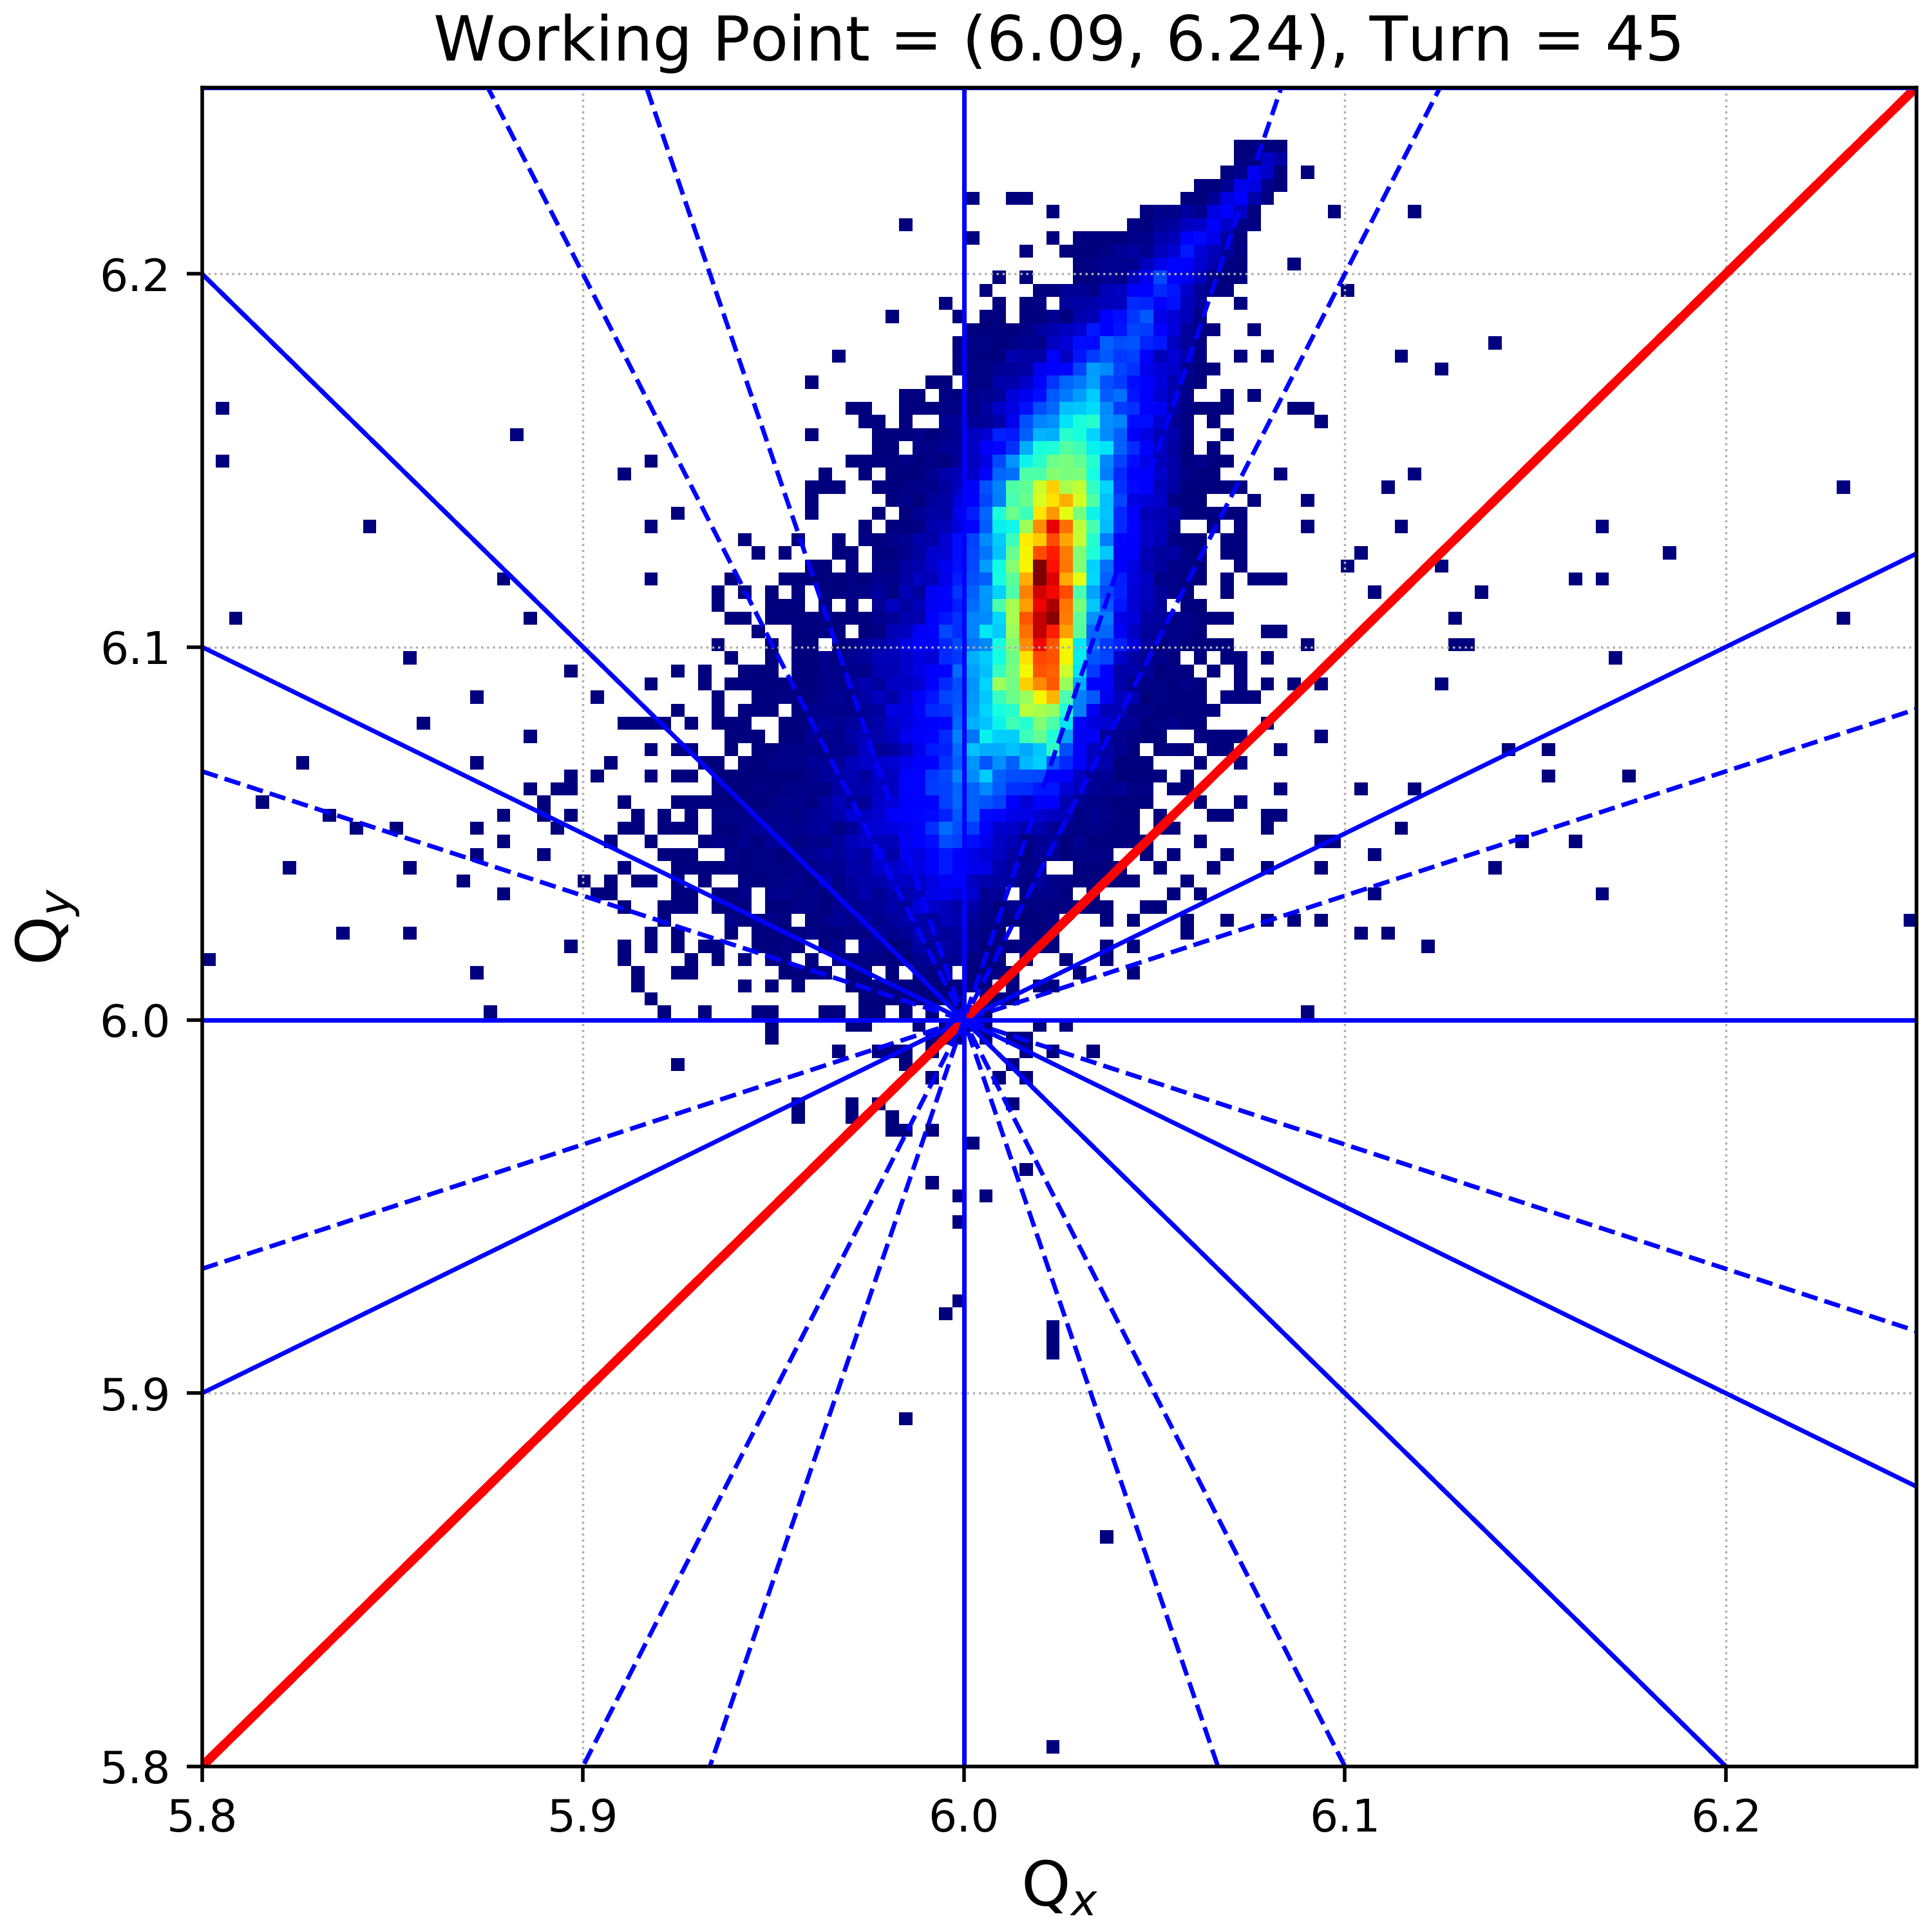 Working Point = (6.09, 6.24), Turn = 45
6.2
6.1
6.0
5.9
5.8
Qy
5.8 5.9 6.0 6.1 6.2
Qx